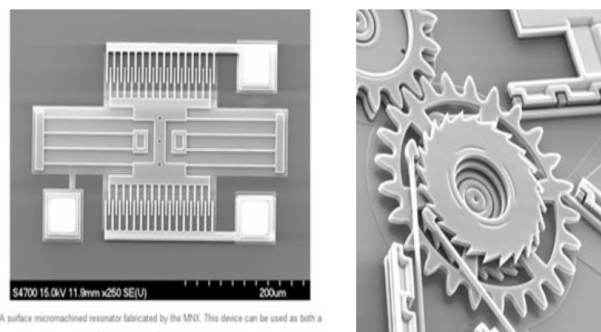 S4700 15.0kV 11.9mm x250 SE(U) 200um
A surface micromachined resonator fabricated by the MNX. This device can be used as both a